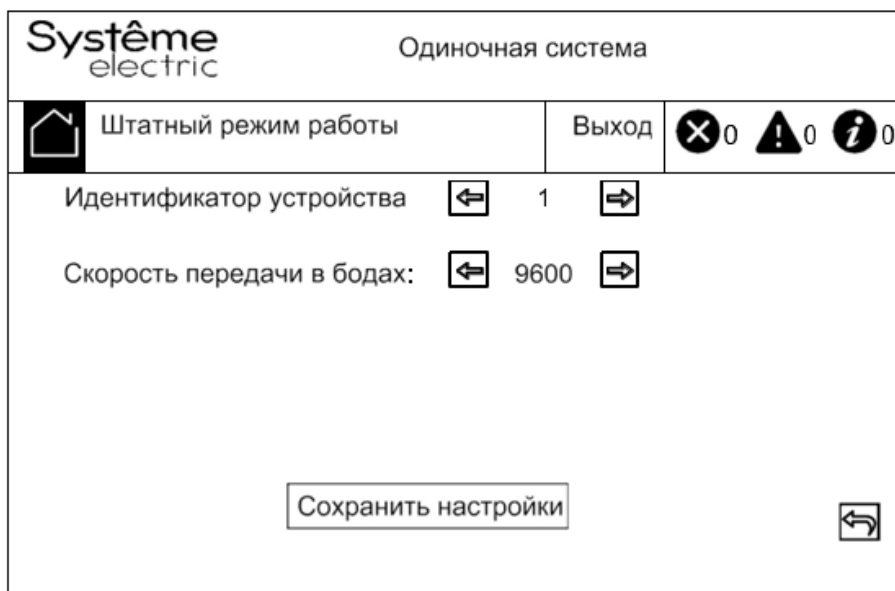 Système
electric
Одиночная система
Штатный режим работы
Выход
0
0
0
Идентификатор устройства
1
Скорость передачи в бодах:
9600
Сохранить настройки